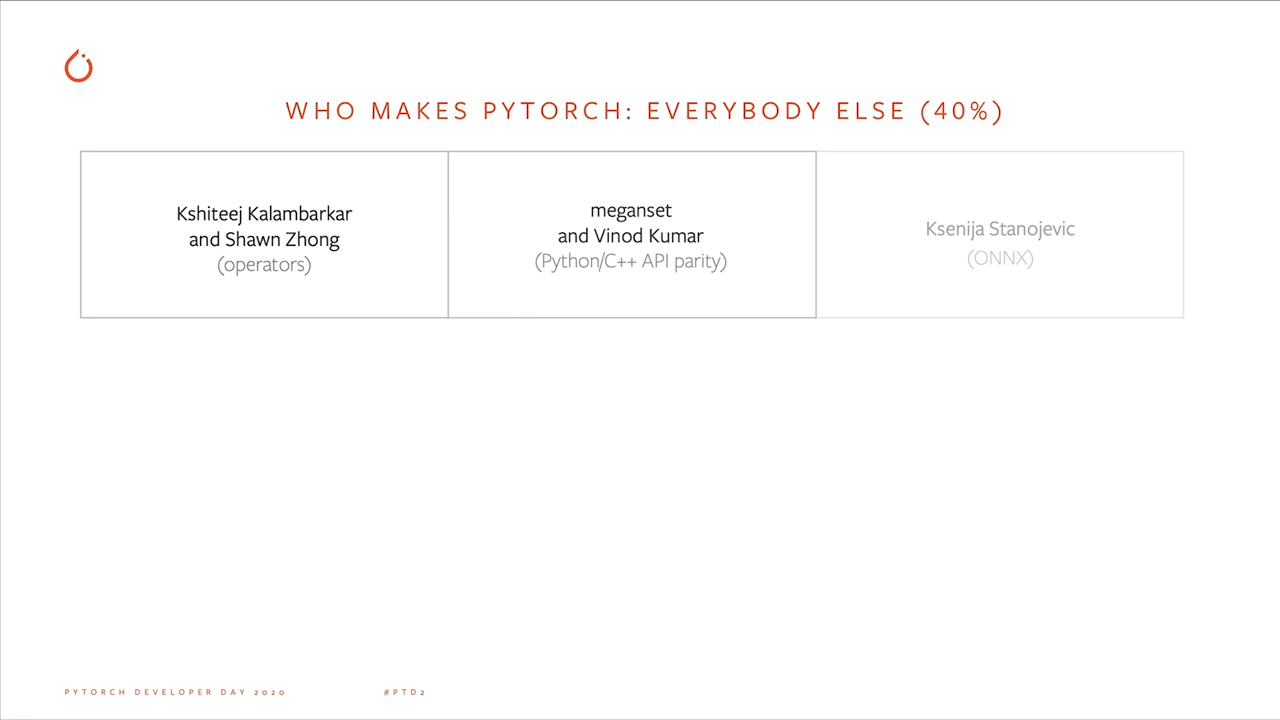 WHO MAKES PYTORCH: EVERYBODY ELSE (40%)
Kshiteej Kalambarkar
and Shawn Zhong
(operators)
meganset
and Vinod Kumar
(Python/C++ API parity)
Ksenija Stanojevic
(ONNX)
PYTORCH DEVELOPER DAY 2020
#PTD2